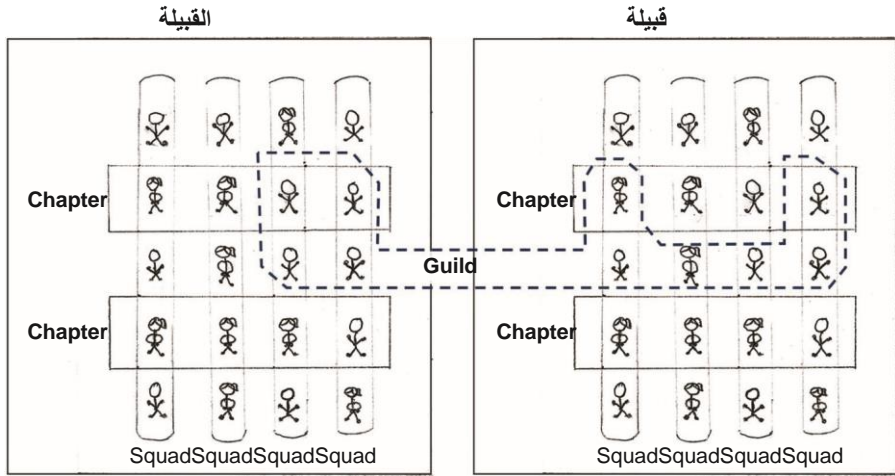 القبيلة
قبيلة
Chapter
Chapter
Guild
Chapter
Chapter
SquadSquadSquadSquad
SquadSquadSquadSquad